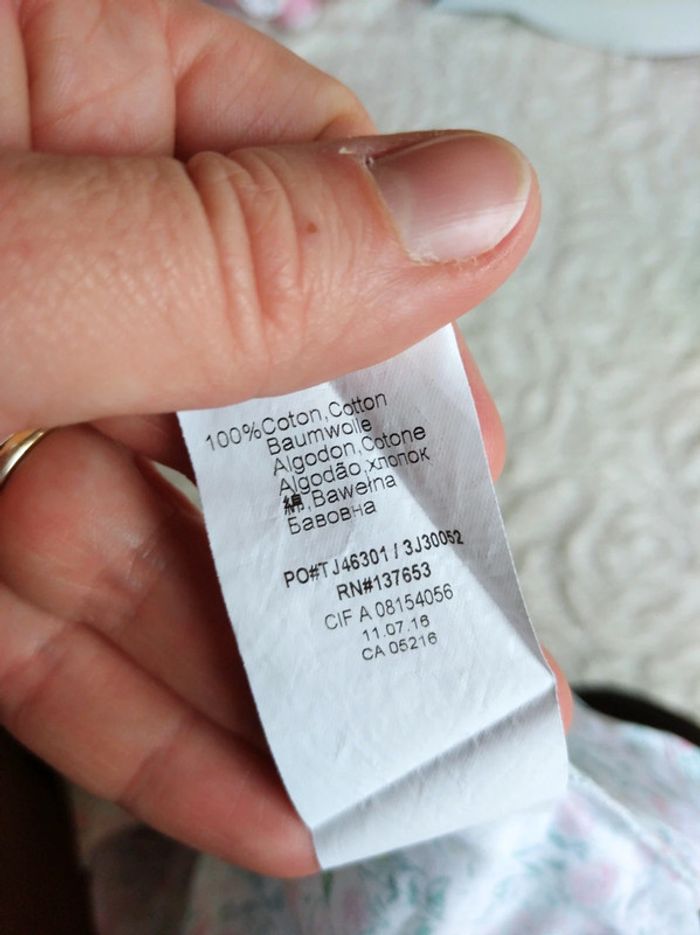 100%Coton,Cotton
Baumwolle
Algodon,Cotone
Algodão,хлопок
綿,Bawełna
Бавовна
PO#TJ46301 / 3J30052
RN#137653
CIF A 08154056
11.07.16
CA 05216